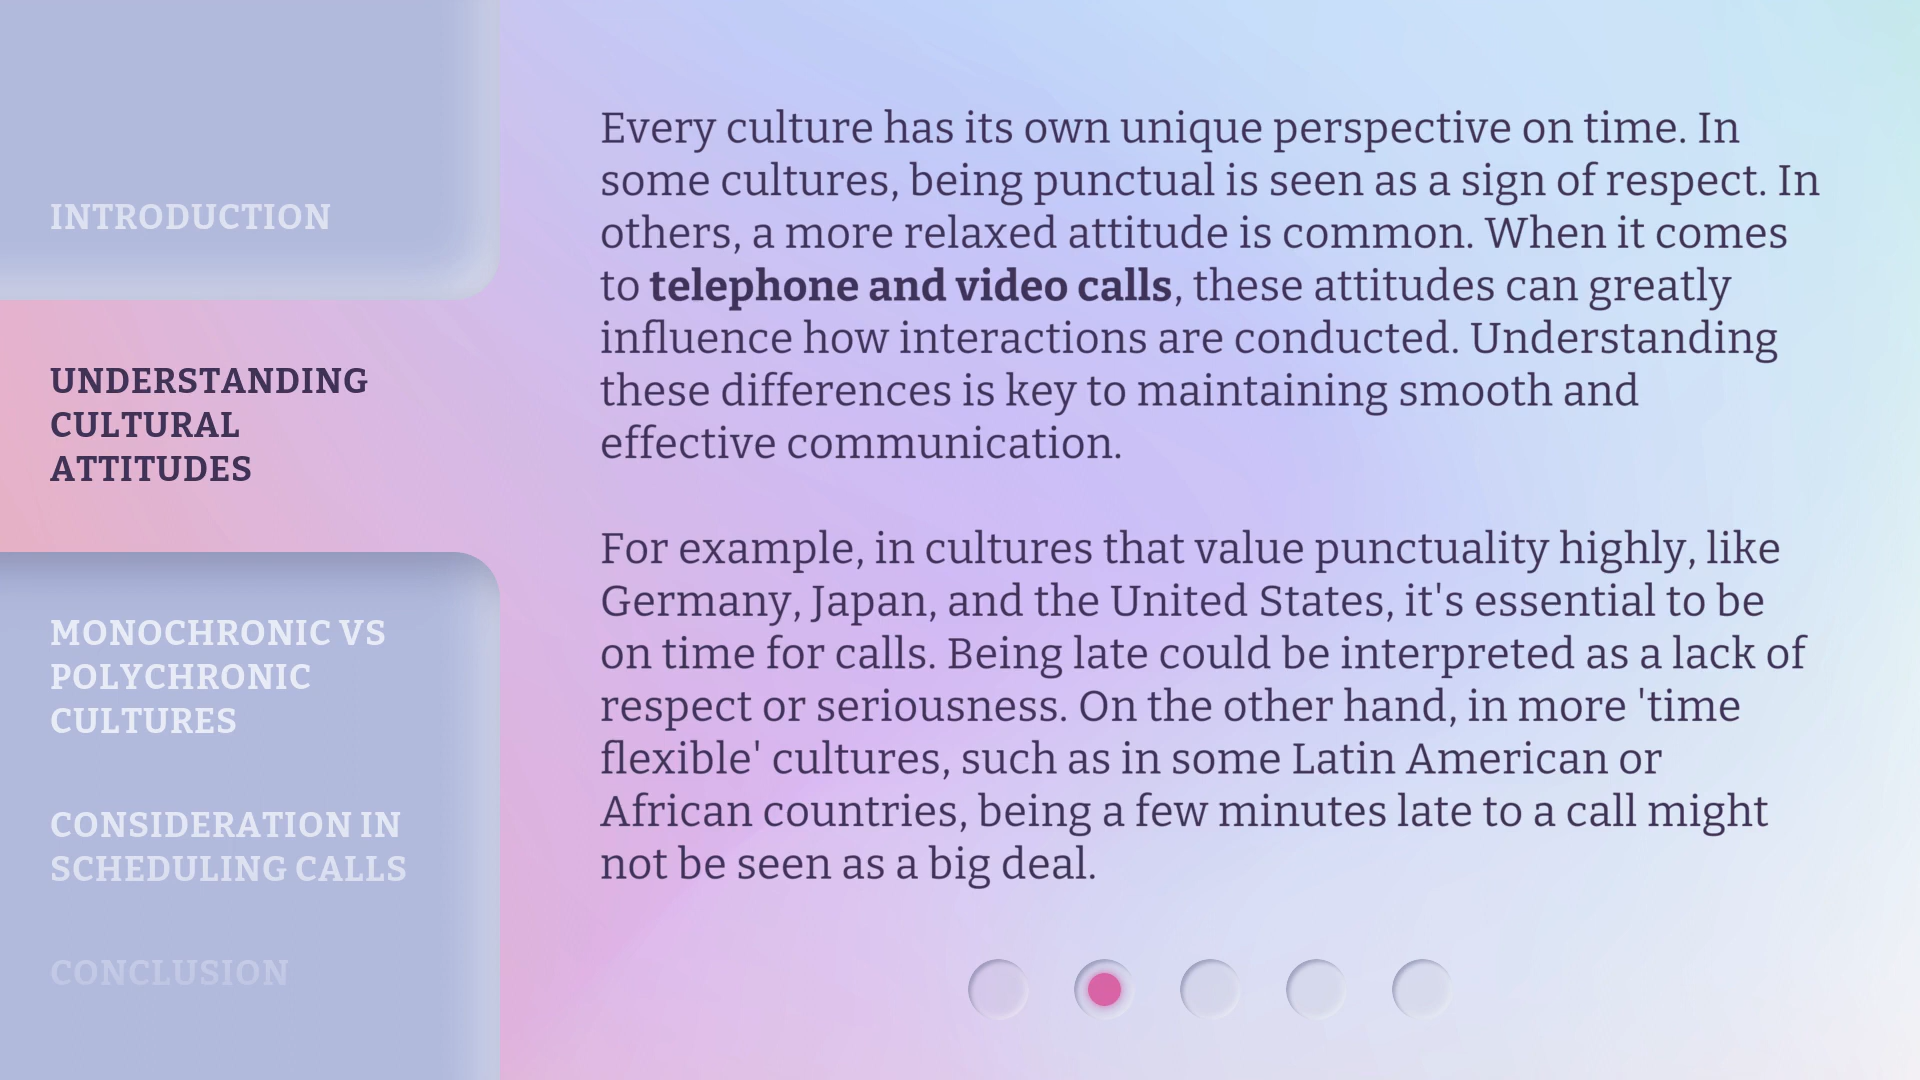 INTRODUCTION
UNDERSTANDING
CULTURAL
ATTITUDES
MONOCHRONIC VS
POLYCHRONIC
CULTURES
CONSIDERATION IN
SCHEDULING CALLS
CONCLUSION
Every culture has its own unique perspective on time. In
some cultures, being punctual is seen as a sign of respect. In
others, a more relaxed attitude is common. When it comes
to telephone and video calls, these attitudes can greatly
influence how interactions are conducted. Understanding
these differences is key to maintaining smooth and
effective communication.
For example, in cultures that value punctuality highly, like
Germany, Japan, and the United States, it's essential to be
on time for calls. Being late could be interpreted as a lack of
respect or seriousness. On the other hand, in more 'time
flexible' cultures, such as in some Latin American or
African countries, being a few minutes late to a call might
not be seen as a big deal.